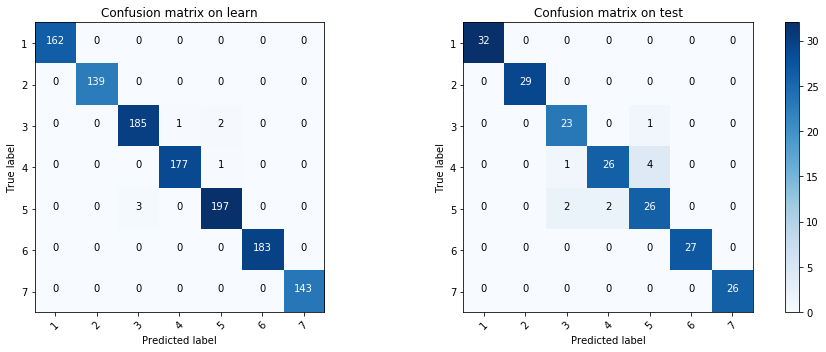 Confusion matrix on learn
1 162 0 0 0 0 0 0
2 0 139 0 0 0 0 0
3 0 0 185 1 2 0 0
4 0 0 0 177 1 0 0
5 0 0 3 0 197 0 0
6 0 0 0 0 0 183 0
7 0 0 0 0 0 0 143
1 2 3 4 5 6 7
True label
Predicted label
Confusion matrix on test
1 32 0 0 0 0 0 0
2 0 29 0 0 0 0 0
3 0 0 23 0 1 0 0
4 0 0 1 26 4 0 0
5 0 0 2 2 26 0 0
6 0 0 0 0 0 27 0
7 0 0 0 0 0 0 26
1 2 3 4 5 6 7
True label
Predicted label
30
25
20
15
10
5
0